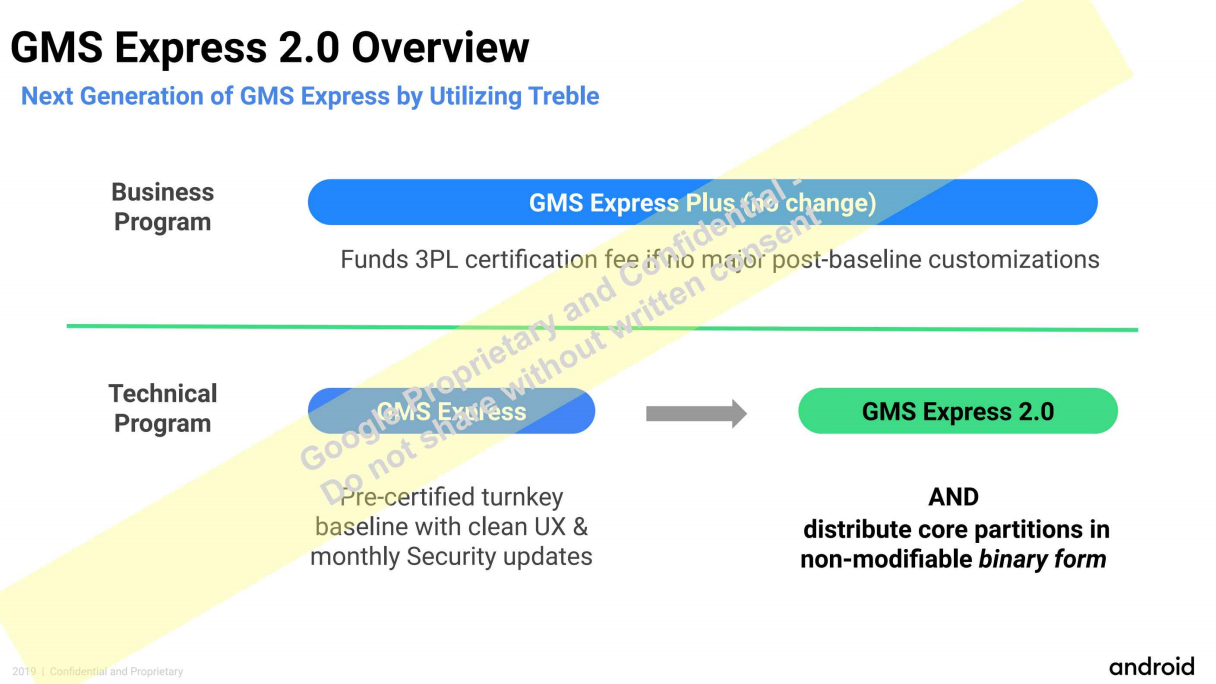 GMS Express 2.0 Overview
Next Generation of GMS Express by Utilizing Treble
Business
Program
GMS Express Plus (no change)
Funds 3PL certification fee if no major post-baseline customizations
Google Proprietary and Confidential -
Do not share without written consent
Technical
Program
GMS Express
GMS Express 2.0
Pre-certified turnkey
baseline with clean UX &
monthly Security updates
AND
distribute core partitions in
non-modifiable binary form
2019 | Confidential and Proprietary
android